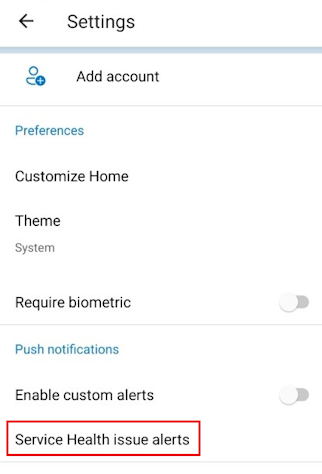 Settings
Add account
Preferences
Customize Home
Theme
System
Require biometric
Push notifications
Enable custom alerts
Service Health issue alerts